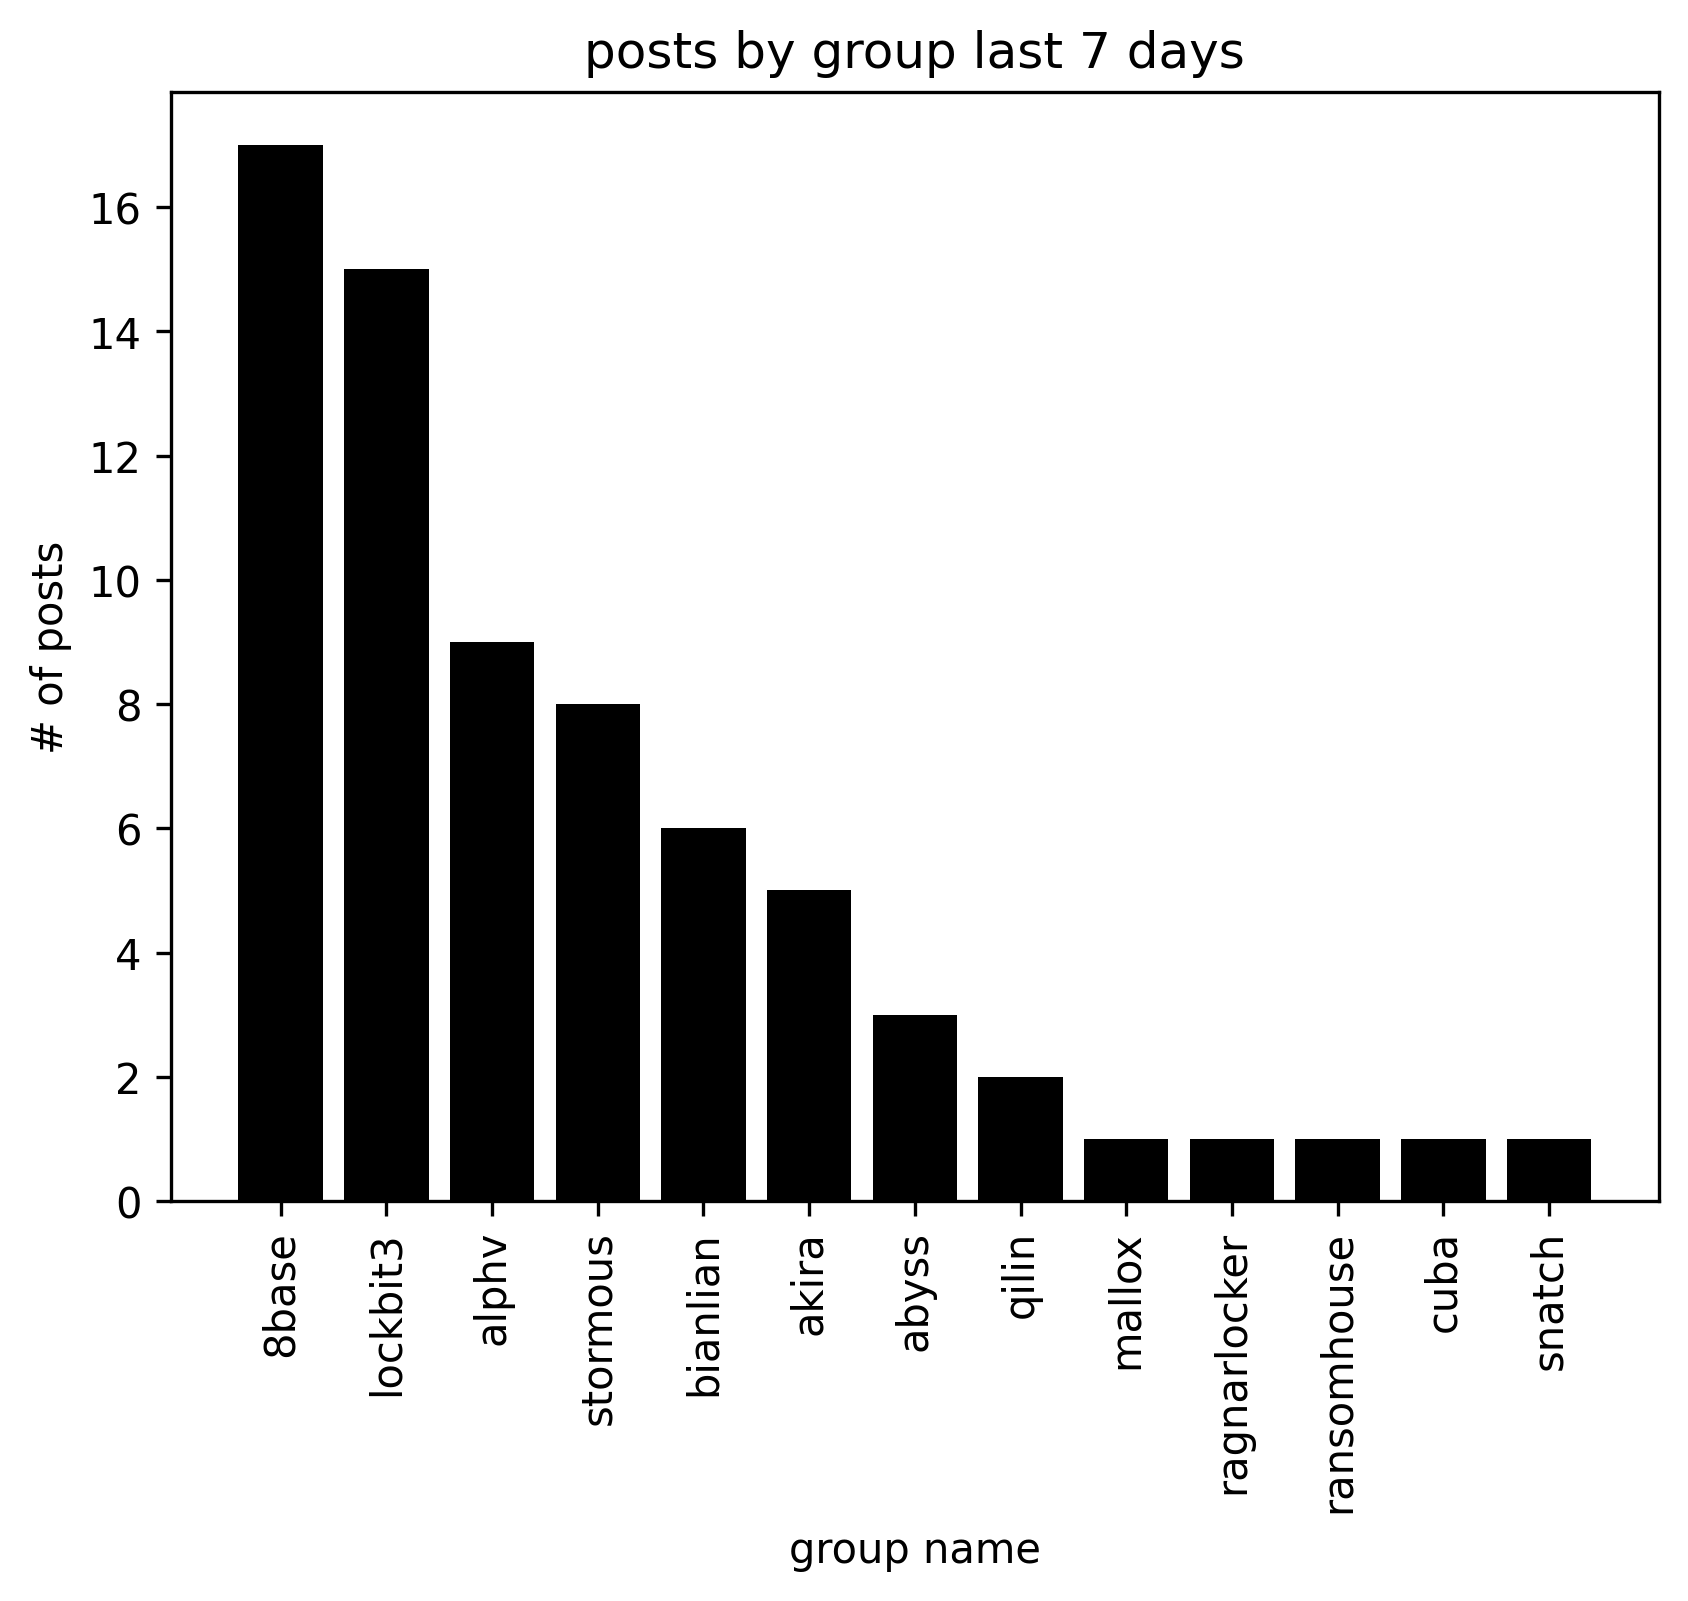 posts by group last 7 days
# of posts
16
14
12
10
8
6
4
2
0
8base
lockbit3
alphv
stormous
bianlian
akira
abyss
qilin
mallox
ragnarlocker
ransomhouse
cuba
snatch
group name